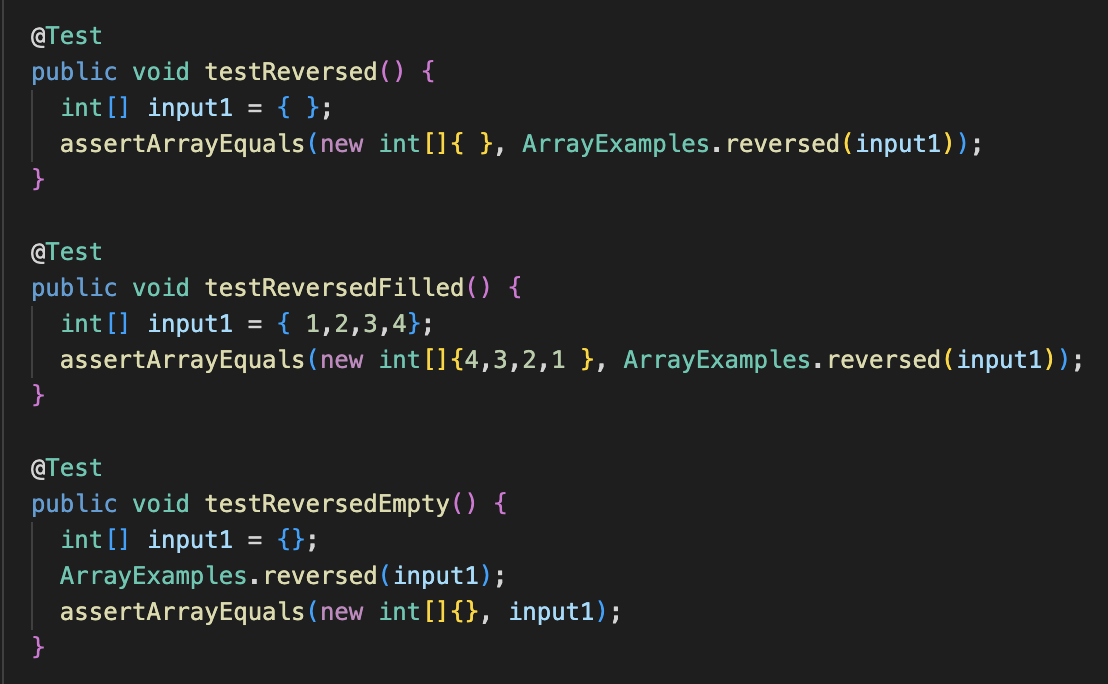 @Test
public void testReversed() {
  int[] input1 = { };
  assertArrayEquals(new int[]{ }, ArrayExamples.reversed(input1));
}

@Test
public void testReversedFilled() {
  int[] input1 = { 1,2,3,4};
  assertArrayEquals(new int[]{4,3,2,1 }, ArrayExamples.reversed(input1));
}

@Test
public void testReversedEmpty() {
  int[] input1 = {};
  ArrayExamples.reversed(input1);
  assertArrayEquals(new int[]{}, input1);
}